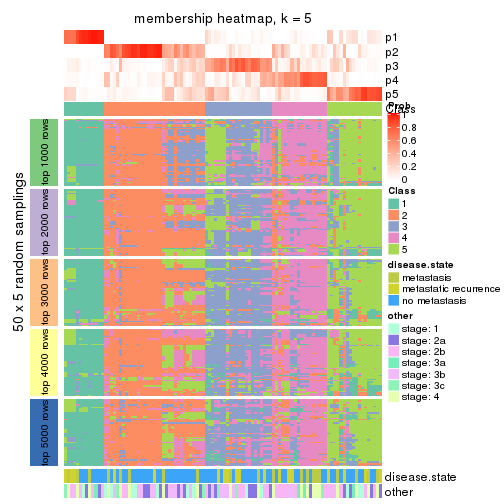 membership heatmap, k = 5
p1
p2
p3
p4
p5
Class
Prob
1
0.8
0.6
0.4
0.2
0
Class
1
2
3
4
5
disease.state
metastasis
metastatic recurrence
no metastasis
other
stage: 1
stage: 2a
stage: 2b
stage: 3a
stage: 3b
stage: 3c
stage: 4
50 x 5 random samplings
top 1000 rows
top 2000 rows
top 3000 rows
top 4000 rows
top 5000 rows
disease.state
other